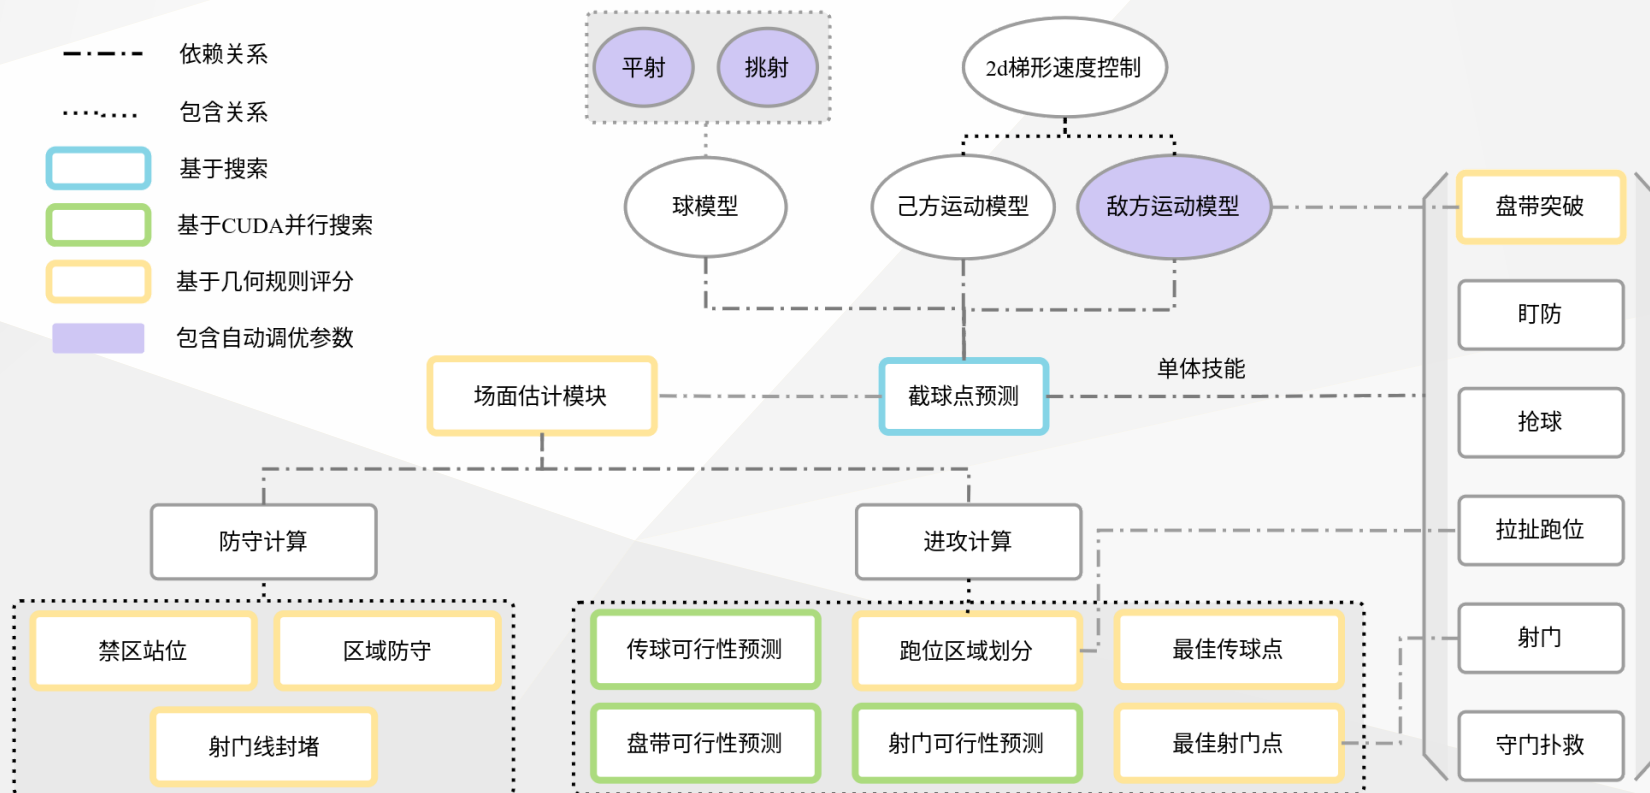 依赖关系
包含关系
基于搜索
基于CUDA并行搜索
基于几何规则评分
包含自动调优参数
平射
挑射
2d梯形速度控制
球模型
己方运动模型
敌方运动模型
场面估计模块
截球点预测
单体技能
防守计算
进攻计算
禁区站位
区域防守
射门线封堵
传球可行性预测
跑位区域划分
最佳传球点
盘带可行性预测
射门可行性预测
最佳射门点
盘带突破
盯防
抢球
拉扯跑位
射门
守门扑救